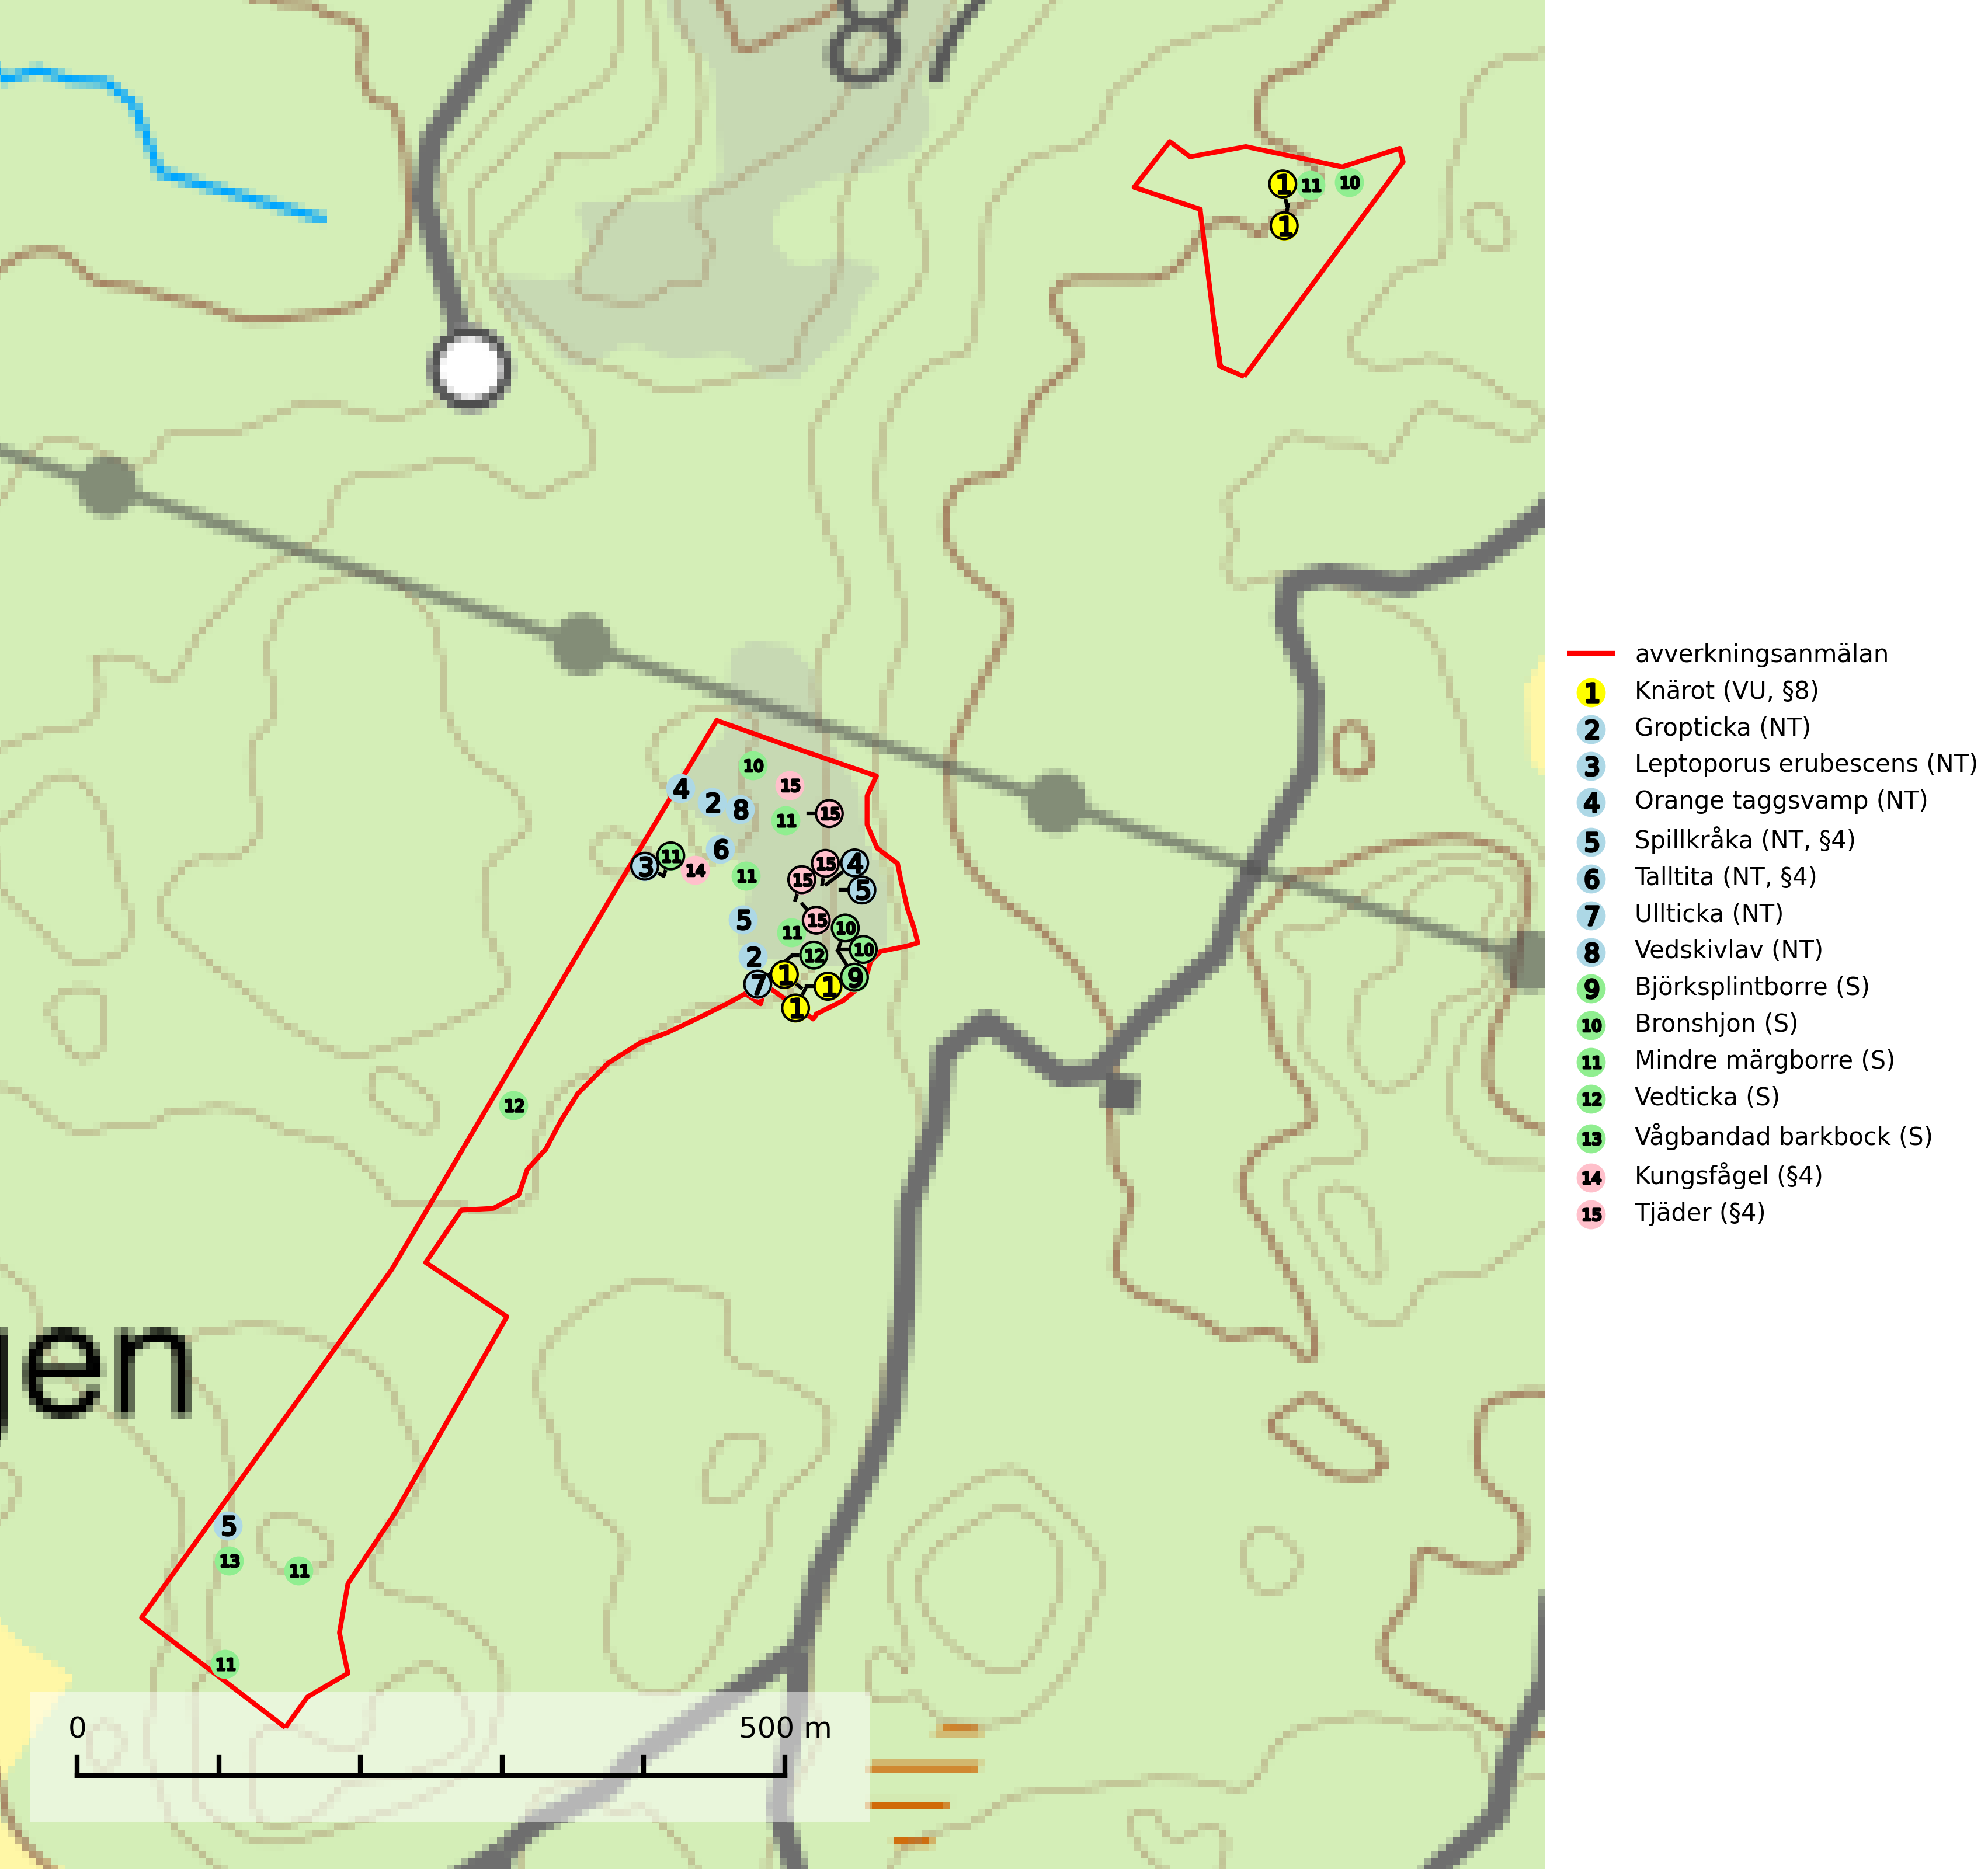 1 11 10
1
10
4 15
2 8 15
11
6
11 15 4
3 14 11 15 5
5 15 10
11
2 12 10
1 9
7 1
1
12
gen
5
13
11
11
0 500 m
avverkningsanmälan
1 Knärot (VU, §8)
2 Gropticka (NT)
3 Leptoporus erubescens (NT)
4 Orange taggsvamp (NT)
5 Spillkråka (NT, §4)
6 Talltita (NT, §4)
7 Ullticka (NT)
8 Vedskivlav (NT)
9 Björksplintborre (S)
10 Bronshjon (S)
11 Mindre märgborre (S)
12 Vedticka (S)
13 Vågbandad barkbock (S)
14 Kungsfågel (§4)
15 Tjäder (§4)